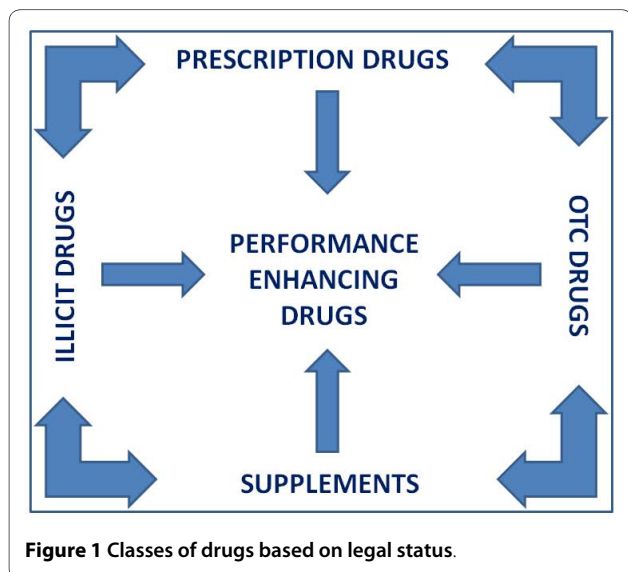 PRESCRIPTION DRUGS
ILLICIT DRUGS
PERFORMANCE
ENHANCING
DRUGS
OTC DRUGS
SUPPLEMENTS
Figure 1 Classes of drugs based on legal status.